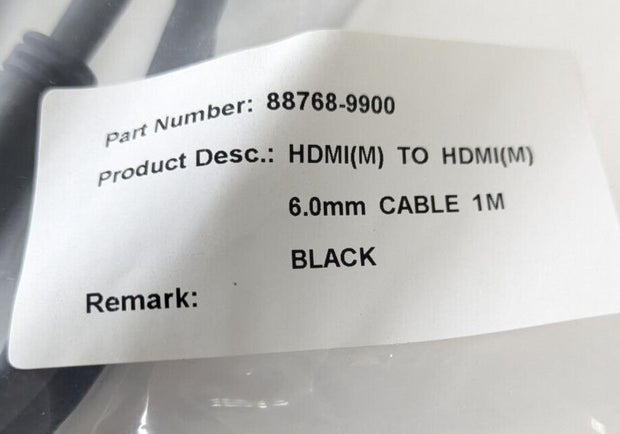 Part Number: 88768-9900
Product Desc.: HDMI(M) TO HDMI(M)
6.0mm CABLE 1M
BLACK
Remark: